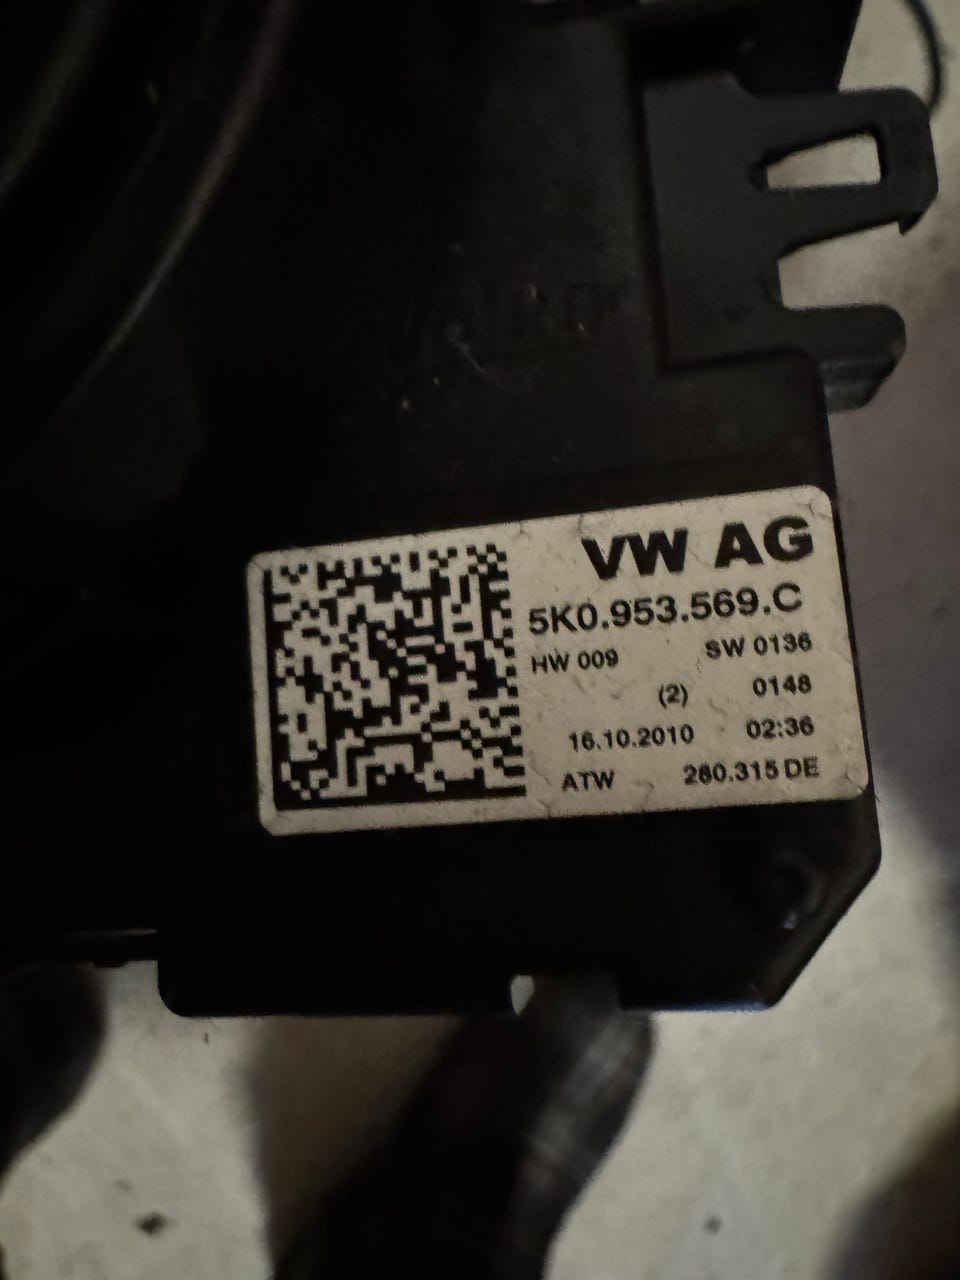 VW AG
5K0.953.569.C
HW 009 SW 0136
(2) 0148
16.10.2010 02:36
ATW 280.315 DE